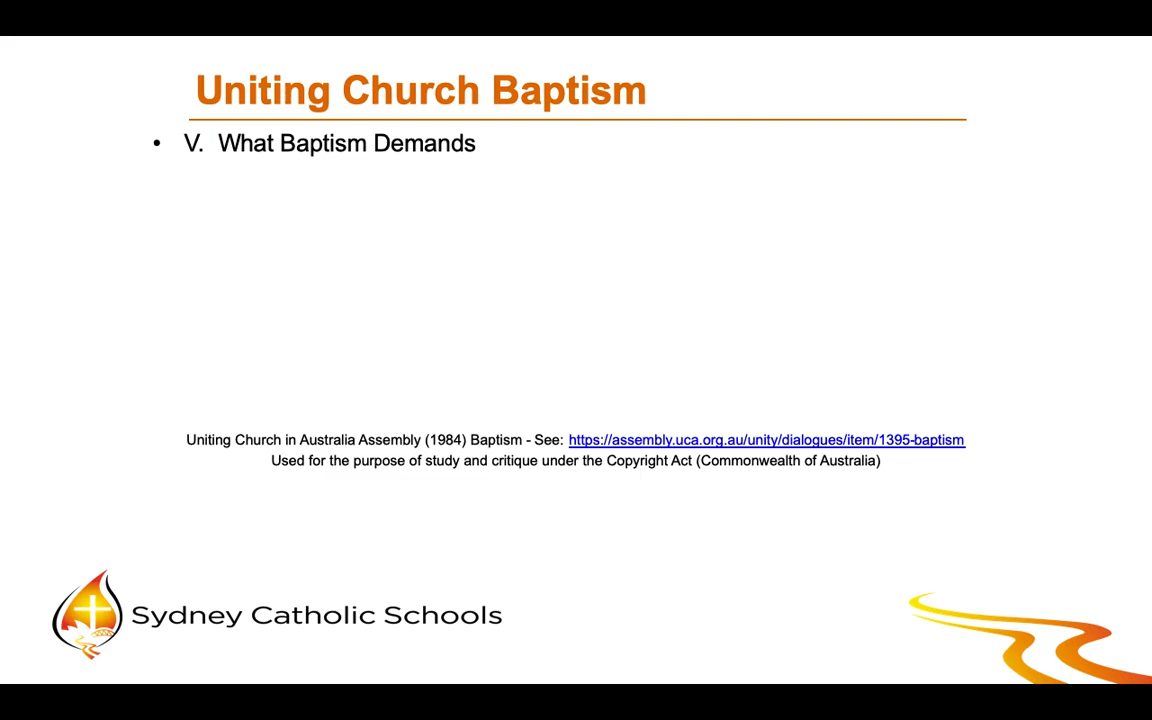 Uniting Church Baptism
• V. What Baptism Demands
Uniting Church in Australia Assembly (1984) Baptism - See: https://assembly.uca.org.au/unity/dialogues/item/1395-baptism
Used for the purpose of study and critique under the Copyright Act (Commonwealth of Australia)
Sydney Catholic Schools